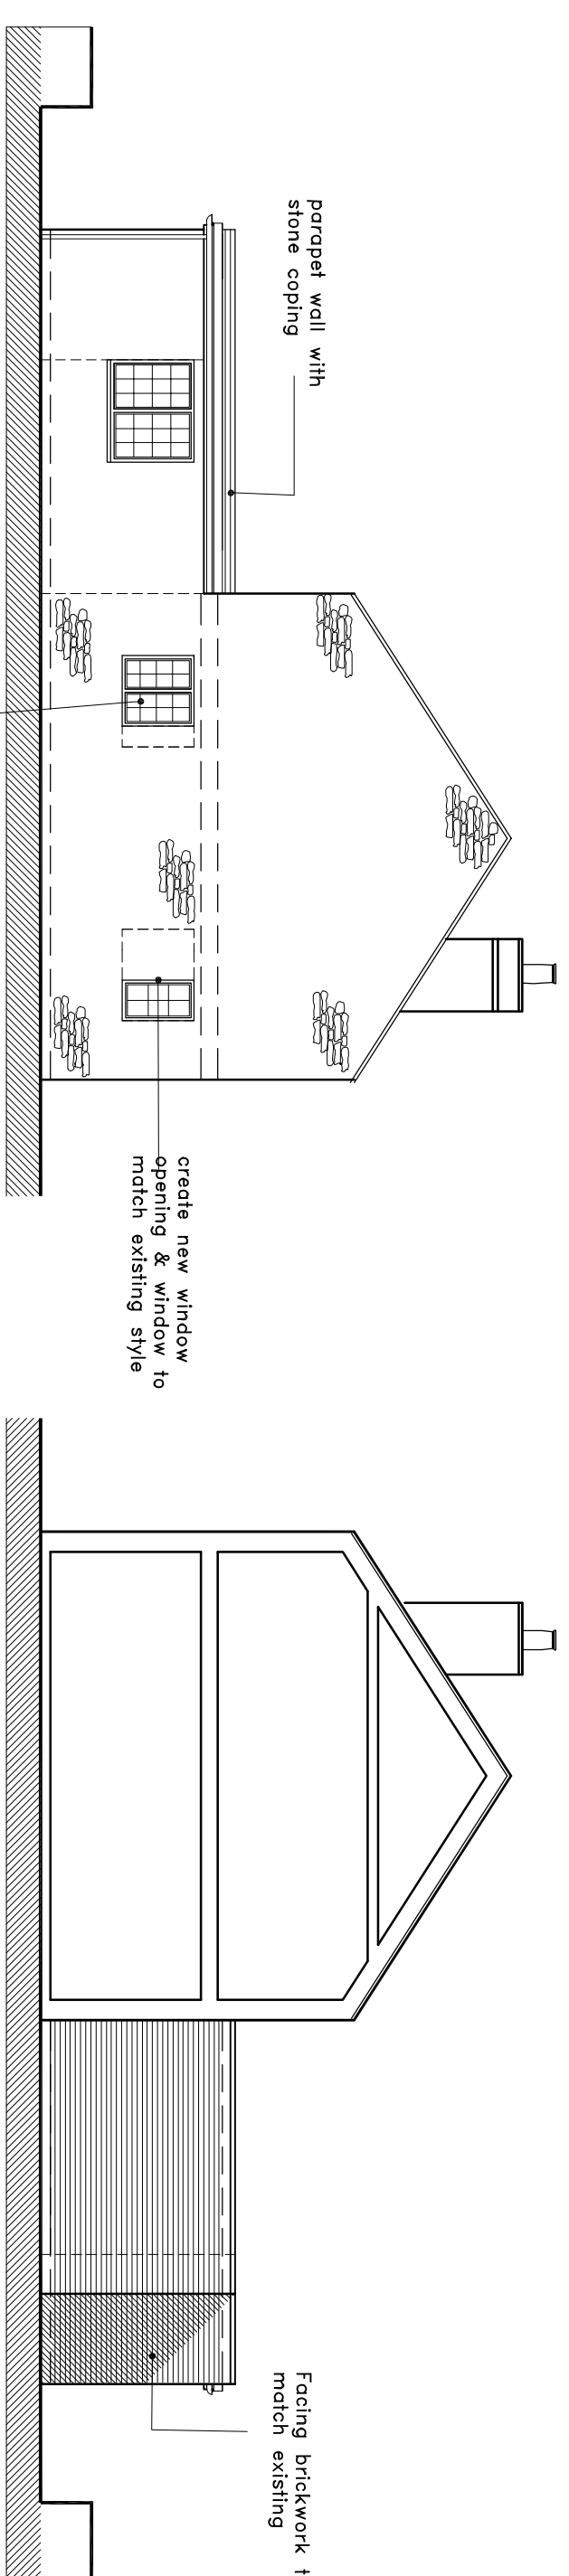 parapet wall with
stone coping
create new window
opening & window to
match existing style
Facing brickwork
match existing